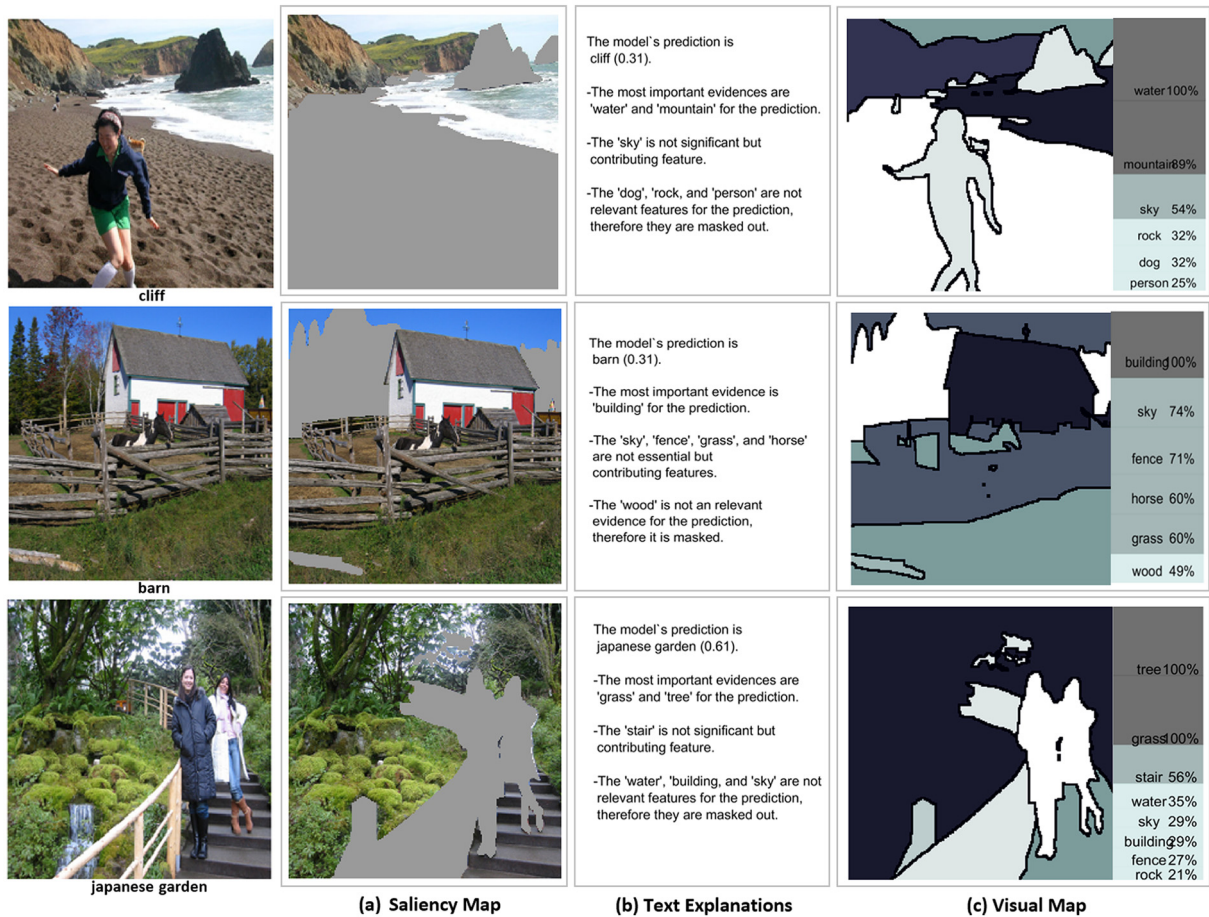 The model`s prediction is
cliff (0.31).
-The most important evidences are
'water' and 'mountain' for the prediction.
-The 'sky' is not significant but
contributing feature.
-The 'dog', 'rock, and 'person' are not
relevant features for the prediction,
therefore they are masked out.
water 100%
mountain 89%
sky 54%
rock 32%
dog 32%
person 25%
cliff
The model`s prediction is
barn (0.31).
-The most important evidence is
'building' for the prediction.
-The 'sky', 'fence', 'grass', and 'horse'
are not essential but
contributing features.
-The 'wood' is not an relevant
evidence for the prediction,
therefore it is masked.
building 100%
sky 74%
fence 71%
horse 60%
grass 60%
wood 49%
barn
The model`s prediction is
japanese garden (0.61).
-The most important evidences are
'grass' and 'tree' for the prediction.
-The 'stair' is not significant but
contributing feature.
-The 'water', 'building, and 'sky' are not
relevant features for the prediction,
therefore they are masked out.
tree 100%
grass 100%
stair 56%
water 35%
sky 29%
building 29%
fence 27%
rock 21%
japanese garden
(a) Saliency Map
(b) Text Explanations
(c) Visual Map